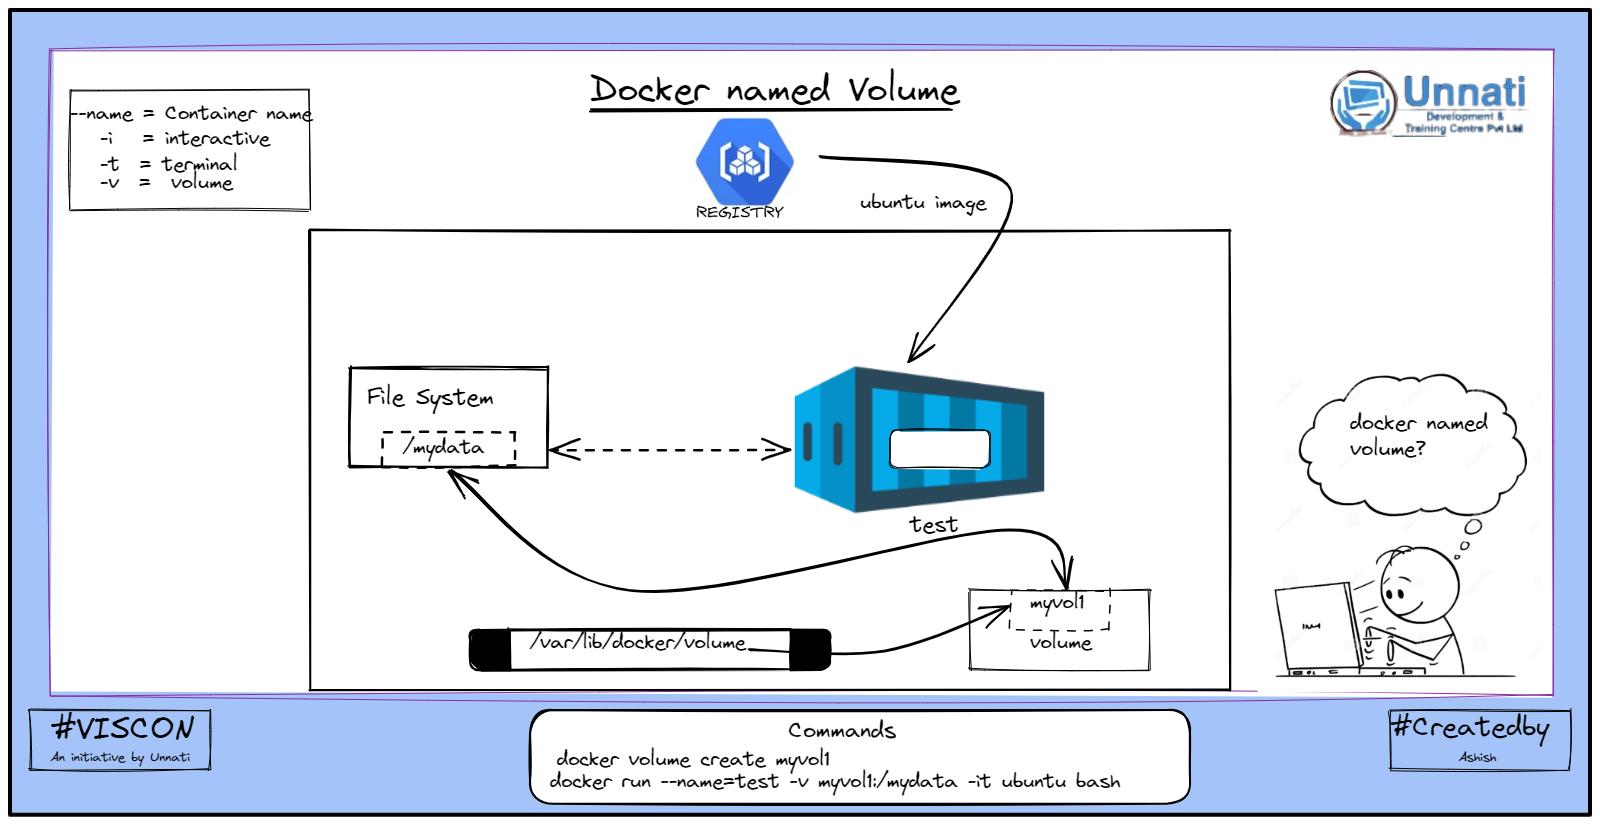 Docker named Volume
--name = Container name
-i = interactive
-t = terminal
-v = volume
Unnati
Development &
Training Centre Pvt Ltd
REGISTRY
ubuntu image
File System
/mydata
test
docker named
volume?
myvol1
volume
/var/lib/docker/volume
#VISCON
An initiative by Unnati
Commands
docker volume create myvol1
docker run --name=test -v myvol1:/mydata -it ubuntu bash
#Createdby
Ashish